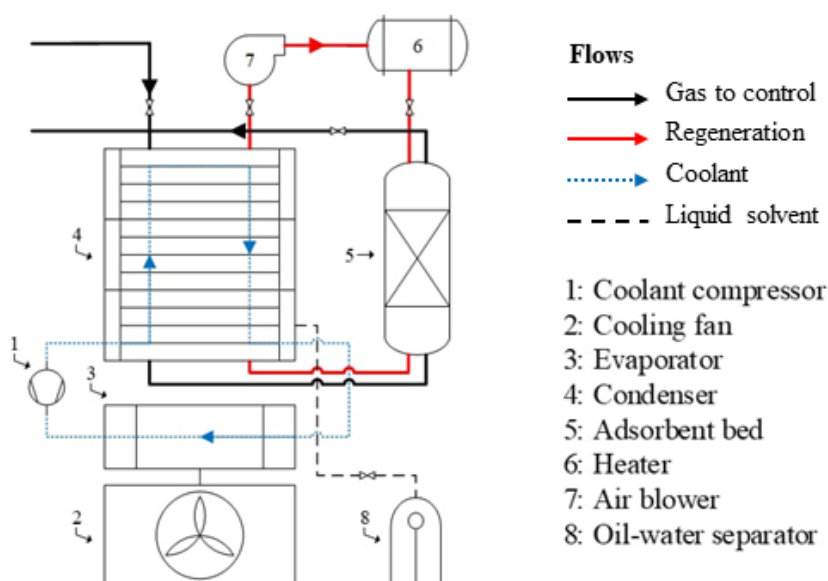 7
6
4
5
1
3
2
8
Flows
Gas to control
Regeneration
Coolant
Liquid solvent
1: Coolant compressor
2: Cooling fan
3: Evaporator
4: Condenser
5: Adsorbent bed
6: Heater
7: Air blower
8: Oil-water separator